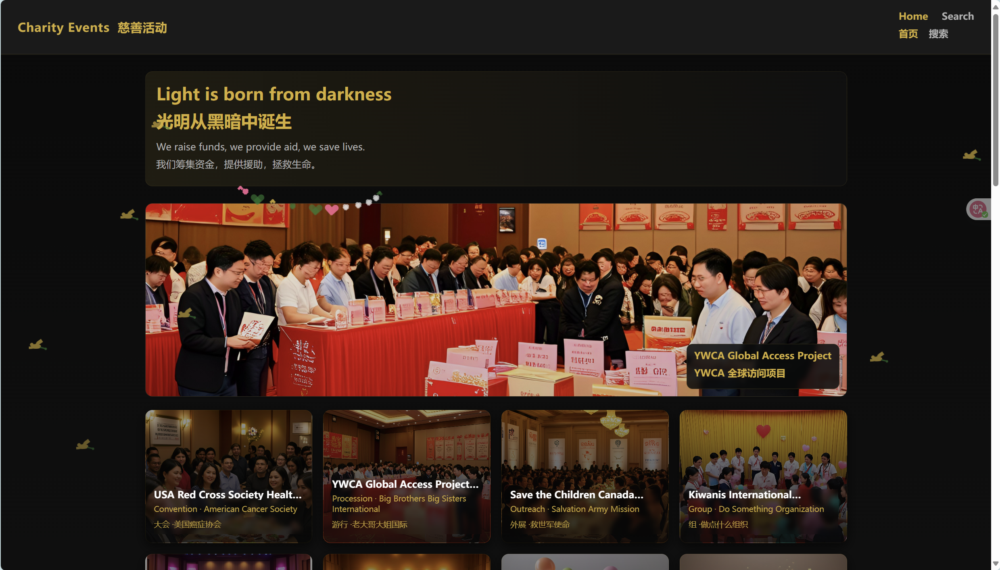 Charity Events 慈善活动
Home Search
首页 搜索
Light is born from darkness
光明从黑暗中诞生
We raise funds, we provide aid, we save lives.
我们筹集资金，提供援助，拯救生命。
YWCA Global Access Project
YWCA 全球访问项目
USA Red Cross Society Healt...
Convention · American Cancer Society
大会 ·美国癌症协会
YWCA Global Access Project...
Procession · Big Brothers Big Sisters
International
游行 ·老大哥大姐国际
Save the Children Canada...
Outreach · Salvation Army Mission
外展 ·救世军使命
Kiwanis International...
Group · Do Something Organization
组 ·做点什么组织